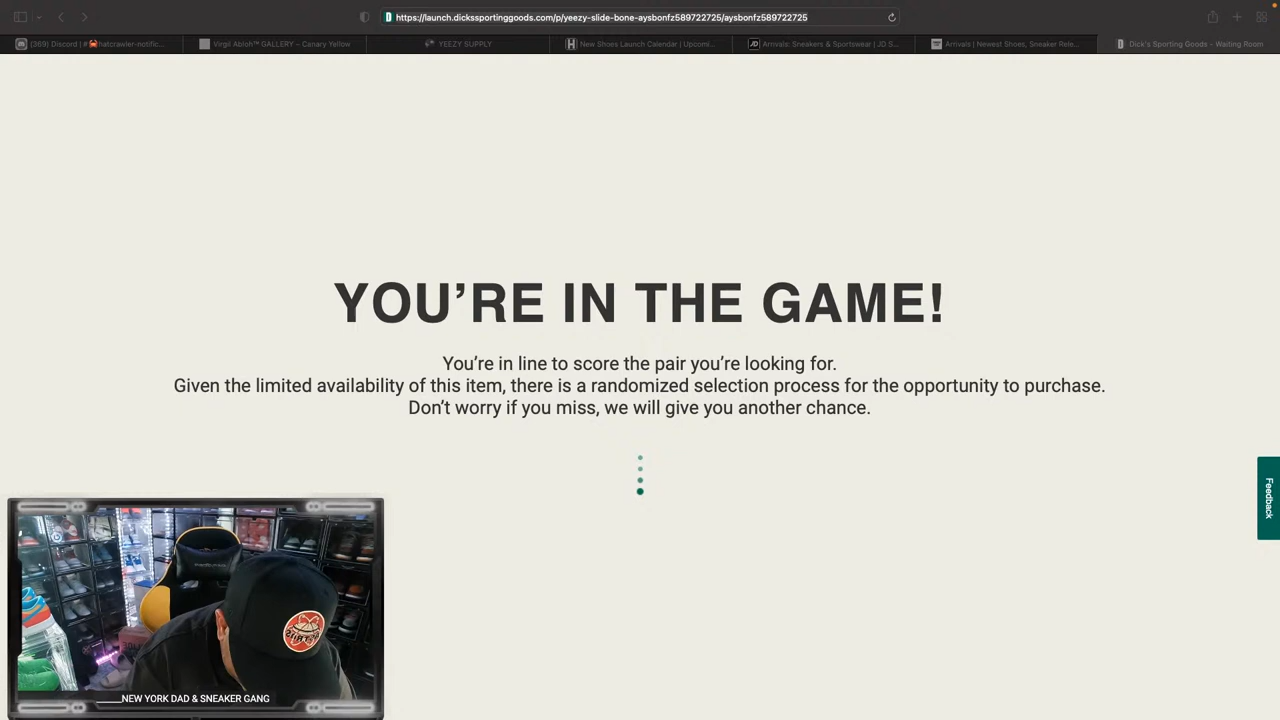 https://launch.dickssportinggoods.com/p/yeezy-slide-bone-aysbonfz589722725/aysbonfz589722725
Virgil Abloh™ GALLERY – Canary Yellow
YEEZY SUPPLY
New Shoes Launch Calendar | Upcomi...
Arrivals: Sneakers & Sportswear | JD S...
Arrivals | Newest Shoes, Sneaker Rele...
Dick's Sporting Goods - Waiting Room
YOU'RE IN THE GAME!
You're in line to score the pair you're looking for.
Given the limited availability of this item, there is a randomized selection process for the opportunity to purchase.
Don't worry if you miss, we will give you another chance.
Feedback
NEW YORK DAD & SNEAKER GANG